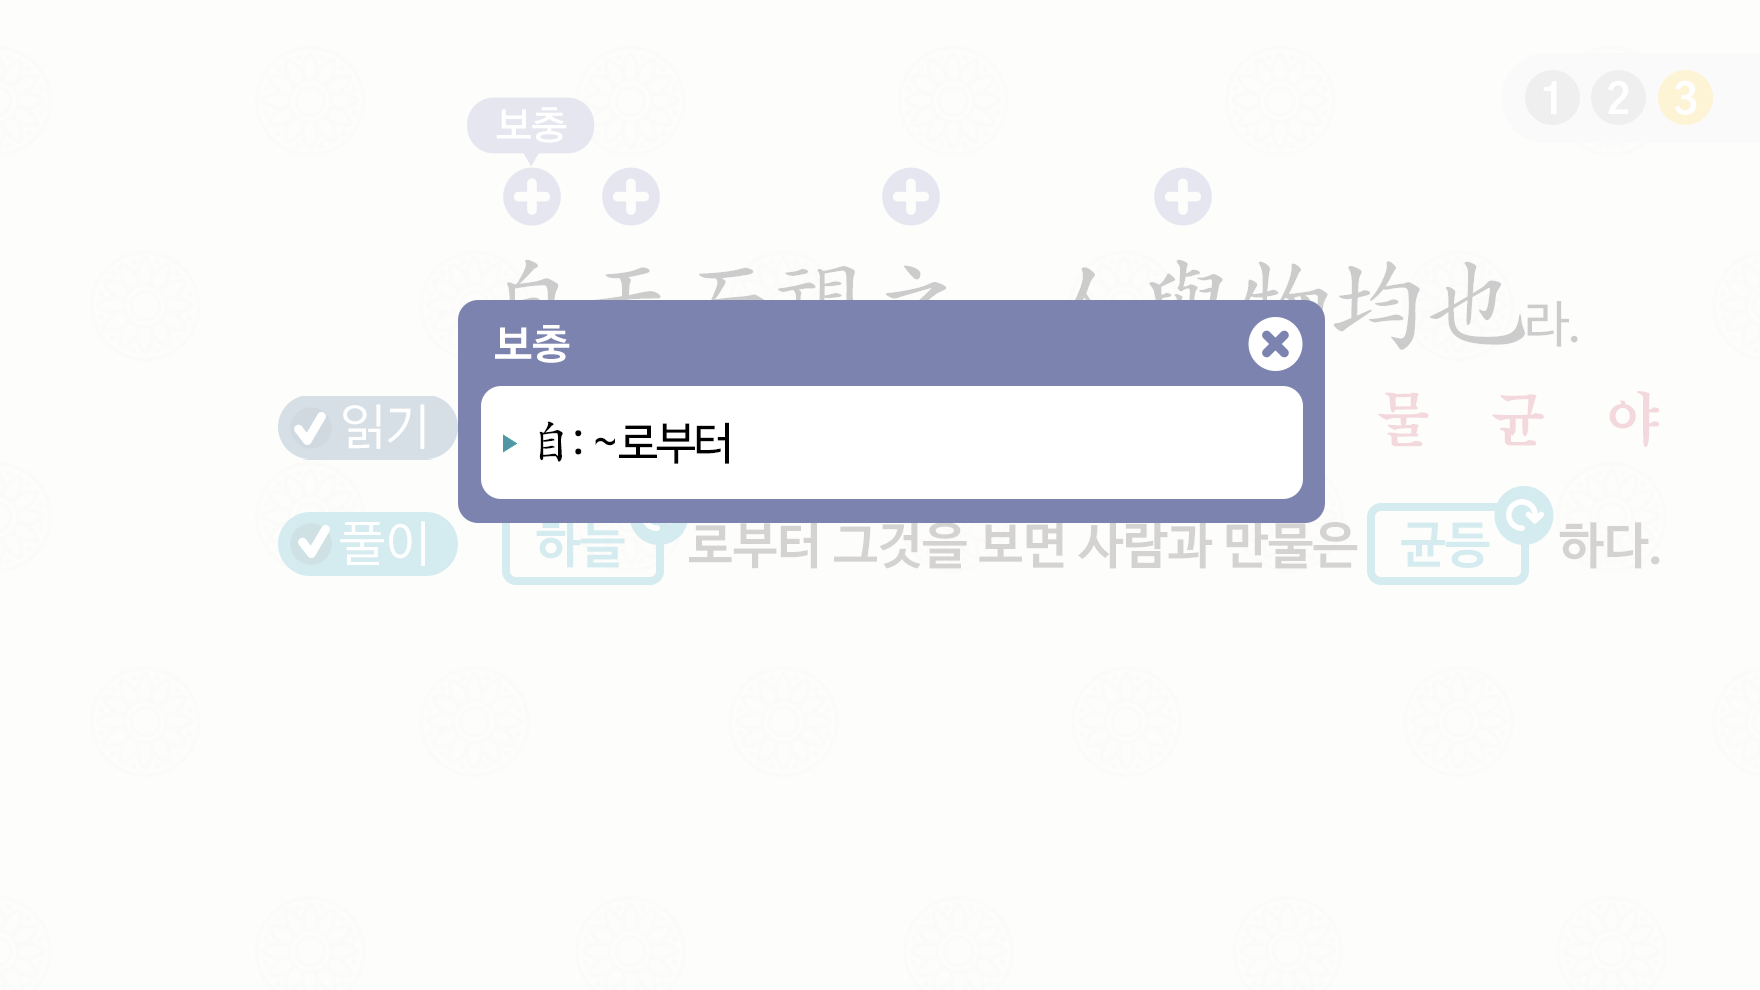 1 2 3
보충
自天而視之 人與物均也라.
보충
自: ~로부터
읽기 물 균 야
풀이 하늘 로부터 그것을 보면 사람과 만물은 균등 하다.